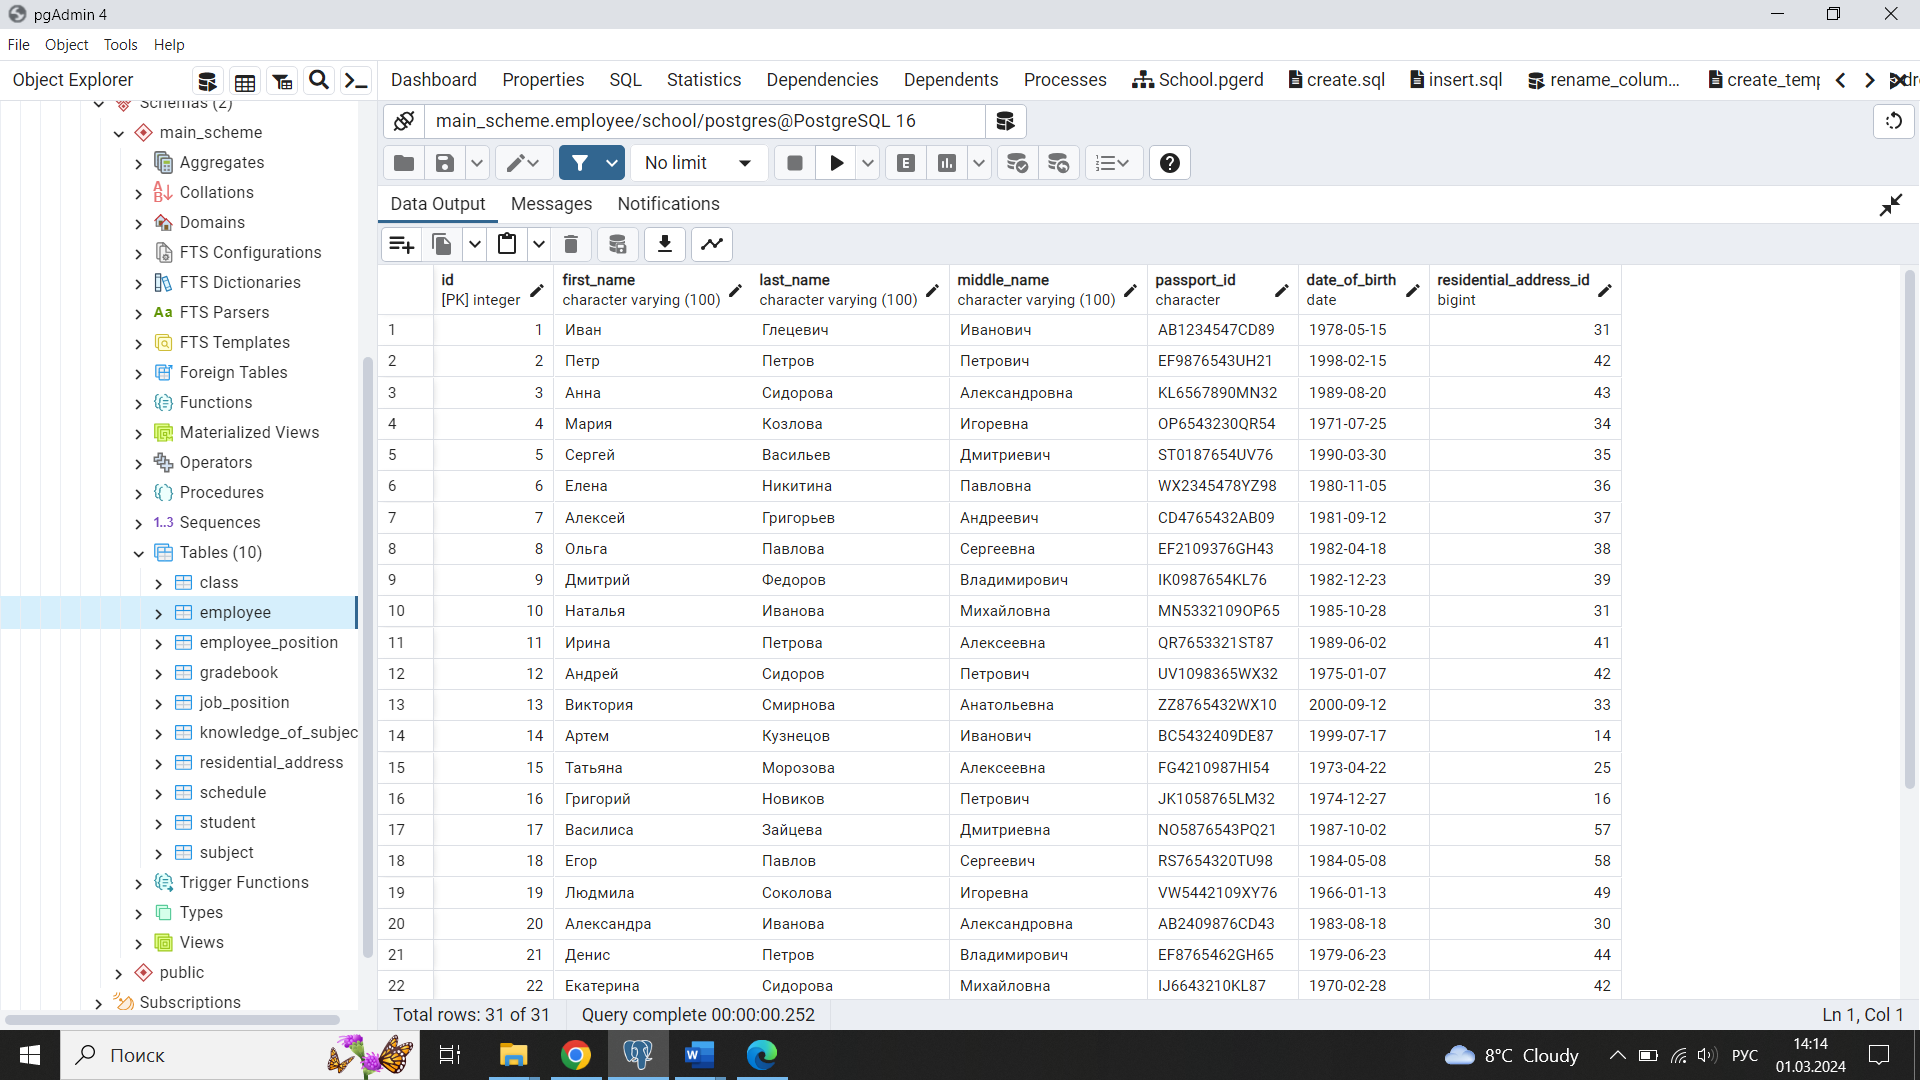 pgAdmin 4
File Object Tools Help
Object Explorer
Dashboard Properties SQL Statistics Dependencies Dependents Processes School.pgerd create.sql insert.sql rename_colum... create_temp
Schemas (2)
main_scheme
Aggregates
Collations
Domains
FTS Configurations
FTS Dictionaries
Aa FTS Parsers
FTS Templates
Foreign Tables
Functions
Materialized Views
Operators
Procedures
1..3 Sequences
Tables (10)
class
employee
employee_position
gradebook
job_position
knowledge_of_subjec
residential_address
schedule
student
subject
Trigger Functions
Types
Views
public
Subscriptions
main_scheme.employee/school/postgres@PostgreSQL 16
No limit
E
Data Output Messages Notifications
id first_name last_name middle_name passport_id date_of_birth residential_address_id
[PK] integer character varying (100) character varying (100) character varying (100) character date bigint
1 1 Иван Глецевич Иванович AB1234547CD89 1978-05-15 31
2 2 Петр Петров Петрович EF9876543UH21 1998-02-15 42
3 3 Анна Сидорова Александровна KL6567890MN32 1989-08-20 43
4 4 Мария Козлова Игоревна OP6543230QR54 1971-07-25 34
5 5 Сергей Васильев Дмитриевич ST0187654UV76 1990-03-30 35
6 6 Елена Никитина Павловна WX2345478YZ98 1980-11-05 36
7 7 Алексей Григорьев Андреевич CD4765432AB09 1981-09-12 37
8 8 Ольга Павлова Сергеевна EF2109376GH43 1982-04-18 38
9 9 Дмитрий Федоров Владимирович IK0987654KL76 1982-12-23 39
10 10 Наталья Иванова Михайловна MN5332109OP65 1985-10-28 31
11 11 Ирина Петрова Алексеевна QR7653321ST87 1989-06-02 41
12 12 Андрей Сидоров Петрович UV1098365WX32 1975-01-07 42
13 13 Виктория Смирнова Анатольевна ZZ8765432WX10 2000-09-12 33
14 14 Артем Кузнецов Иванович BC5432409DE87 1999-07-17 14
15 15 Татьяна Морозова Алексеевна FG4210987HI54 1973-04-22 25
16 16 Григорий Новиков Петрович JK1058765LM32 1974-12-27 16
17 17 Василиса Зайцева Дмитриевна NO5876543PQ21 1987-10-02 57
18 18 Егор Павлов Сергеевич RS7654320TU98 1984-05-08 58
19 19 Людмила Соколова Игоревна VW5442109XY76 1966-01-13 49
20 20 Александра Иванова Александровна AB2409876CD43 1983-08-18 30
21 21 Денис Петров Владимирович EF8765462GH65 1979-06-23 44
22 22 Екатерина Сидорова Михайловна IJ6643210KL87 1970-02-28 42
Total rows: 31 of 31 Query complete 00:00:00.252 Ln 1, Col 1
Поиск
8°C Cloudy
РУС
14:14
01.03.2024